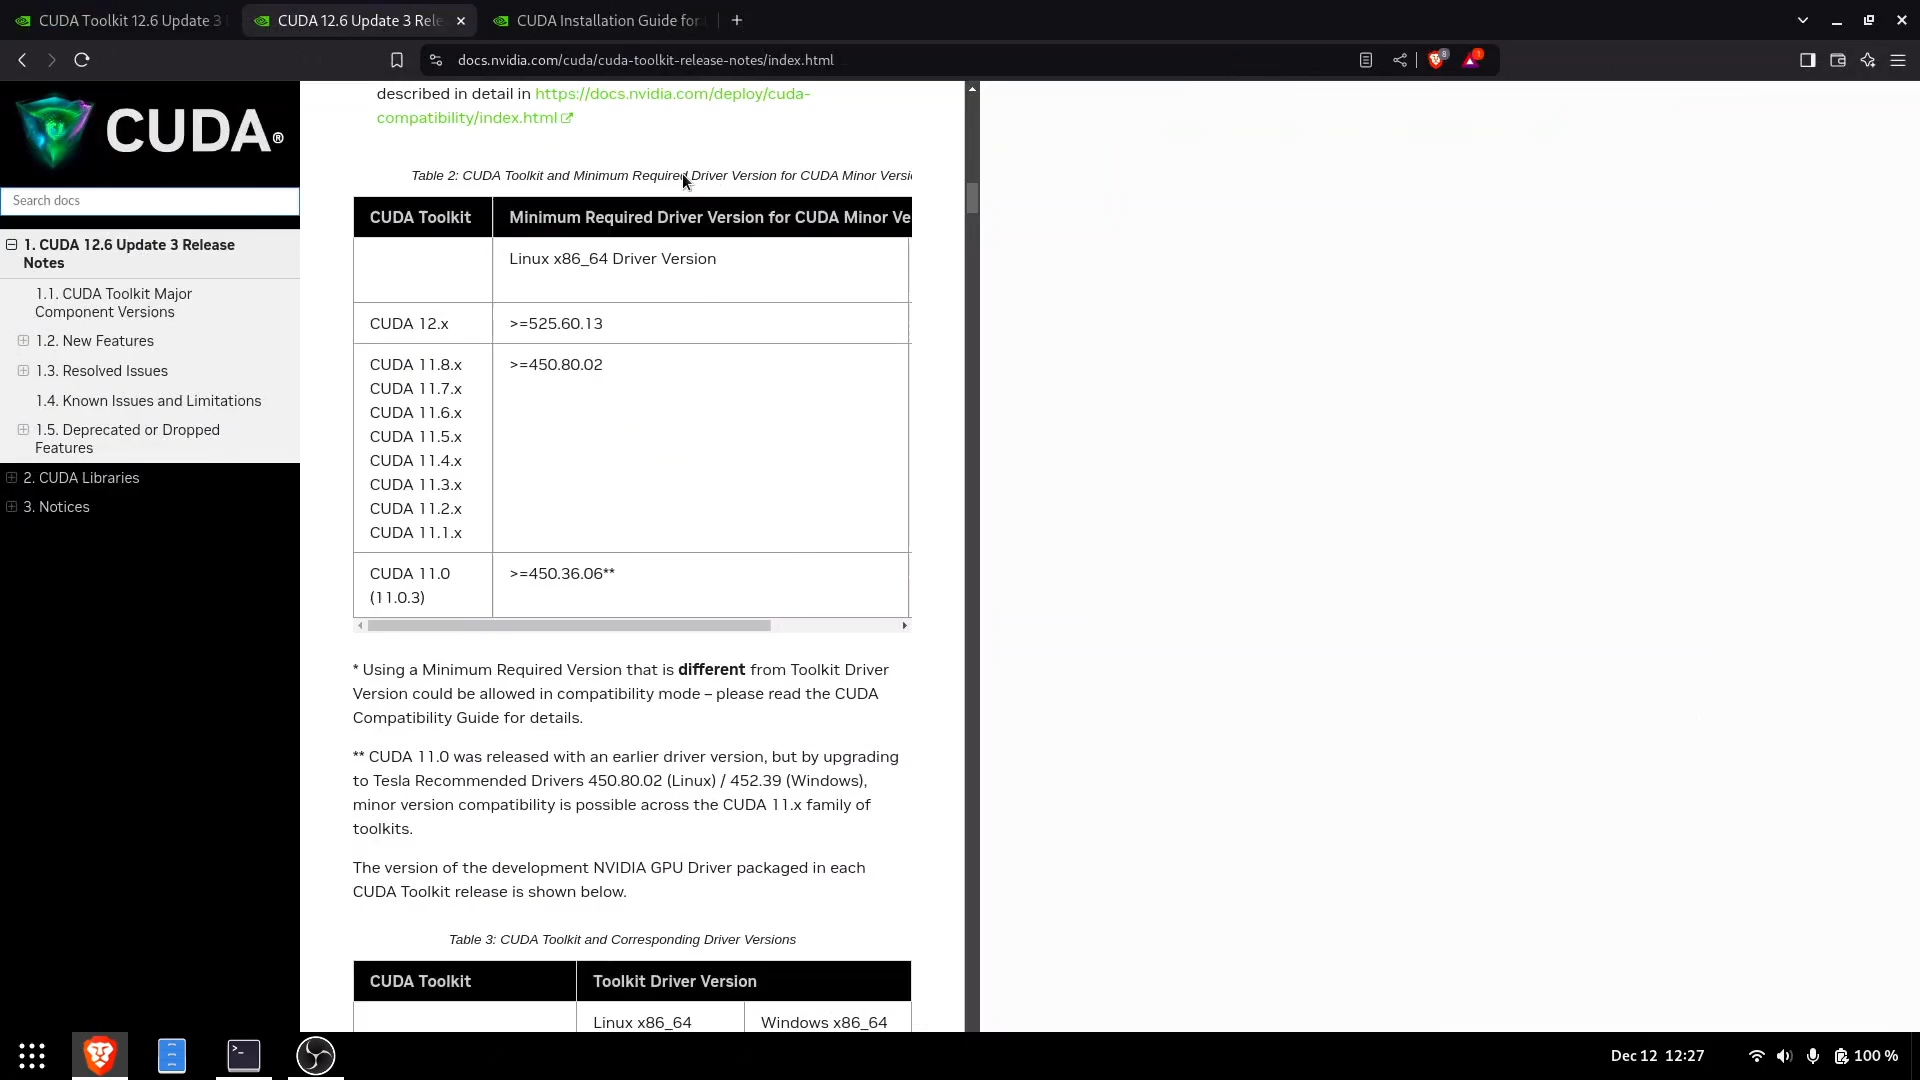 CUDA Toolkit 12.6 Update 3
CUDA 12.6 Update 3 Rele
CUDA Installation Guide for
docs.nvidia.com/cuda/cuda-toolkit-release-notes/index.html
8
1
CUDA®
Search docs
1. CUDA 12.6 Update 3 Release
Notes
1.1. CUDA Toolkit Major
Component Versions
1.2. New Features
1.3. Resolved Issues
1.4. Known Issues and Limitations
1.5. Deprecated or Dropped
Features
2. CUDA Libraries
3. Notices
described in detail in https://docs.nvidia.com/deploy/cuda-
compatibility/index.html
Table 2: CUDA Toolkit and Minimum Required Driver Version for CUDA Minor Versi
CUDA Toolkit Minimum Required Driver Version for CUDA Minor Ve
Linux x86_64 Driver Version
CUDA 12.x >=525.60.13
CUDA 11.8.x >=450.80.02
CUDA 11.7.x
CUDA 11.6.x
CUDA 11.5.x
CUDA 11.4.x
CUDA 11.3.x
CUDA 11.2.x
CUDA 11.1.x
CUDA 11.0 >=450.36.06**
(11.0.3)
* Using a Minimum Required Version that is different from Toolkit Driver
Version could be allowed in compatibility mode – please read the CUDA
Compatibility Guide for details.
** CUDA 11.0 was released with an earlier driver version, but by upgrading
to Tesla Recommended Drivers 450.80.02 (Linux) / 452.39 (Windows),
minor version compatibility is possible across the CUDA 11.x family of
toolkits.
The version of the development NVIDIA GPU Driver packaged in each
CUDA Toolkit release is shown below.
Table 3: CUDA Toolkit and Corresponding Driver Versions
CUDA Toolkit Toolkit Driver Version
Linux x86_64 Windows x86_64
Dec 12 12:27
100 %